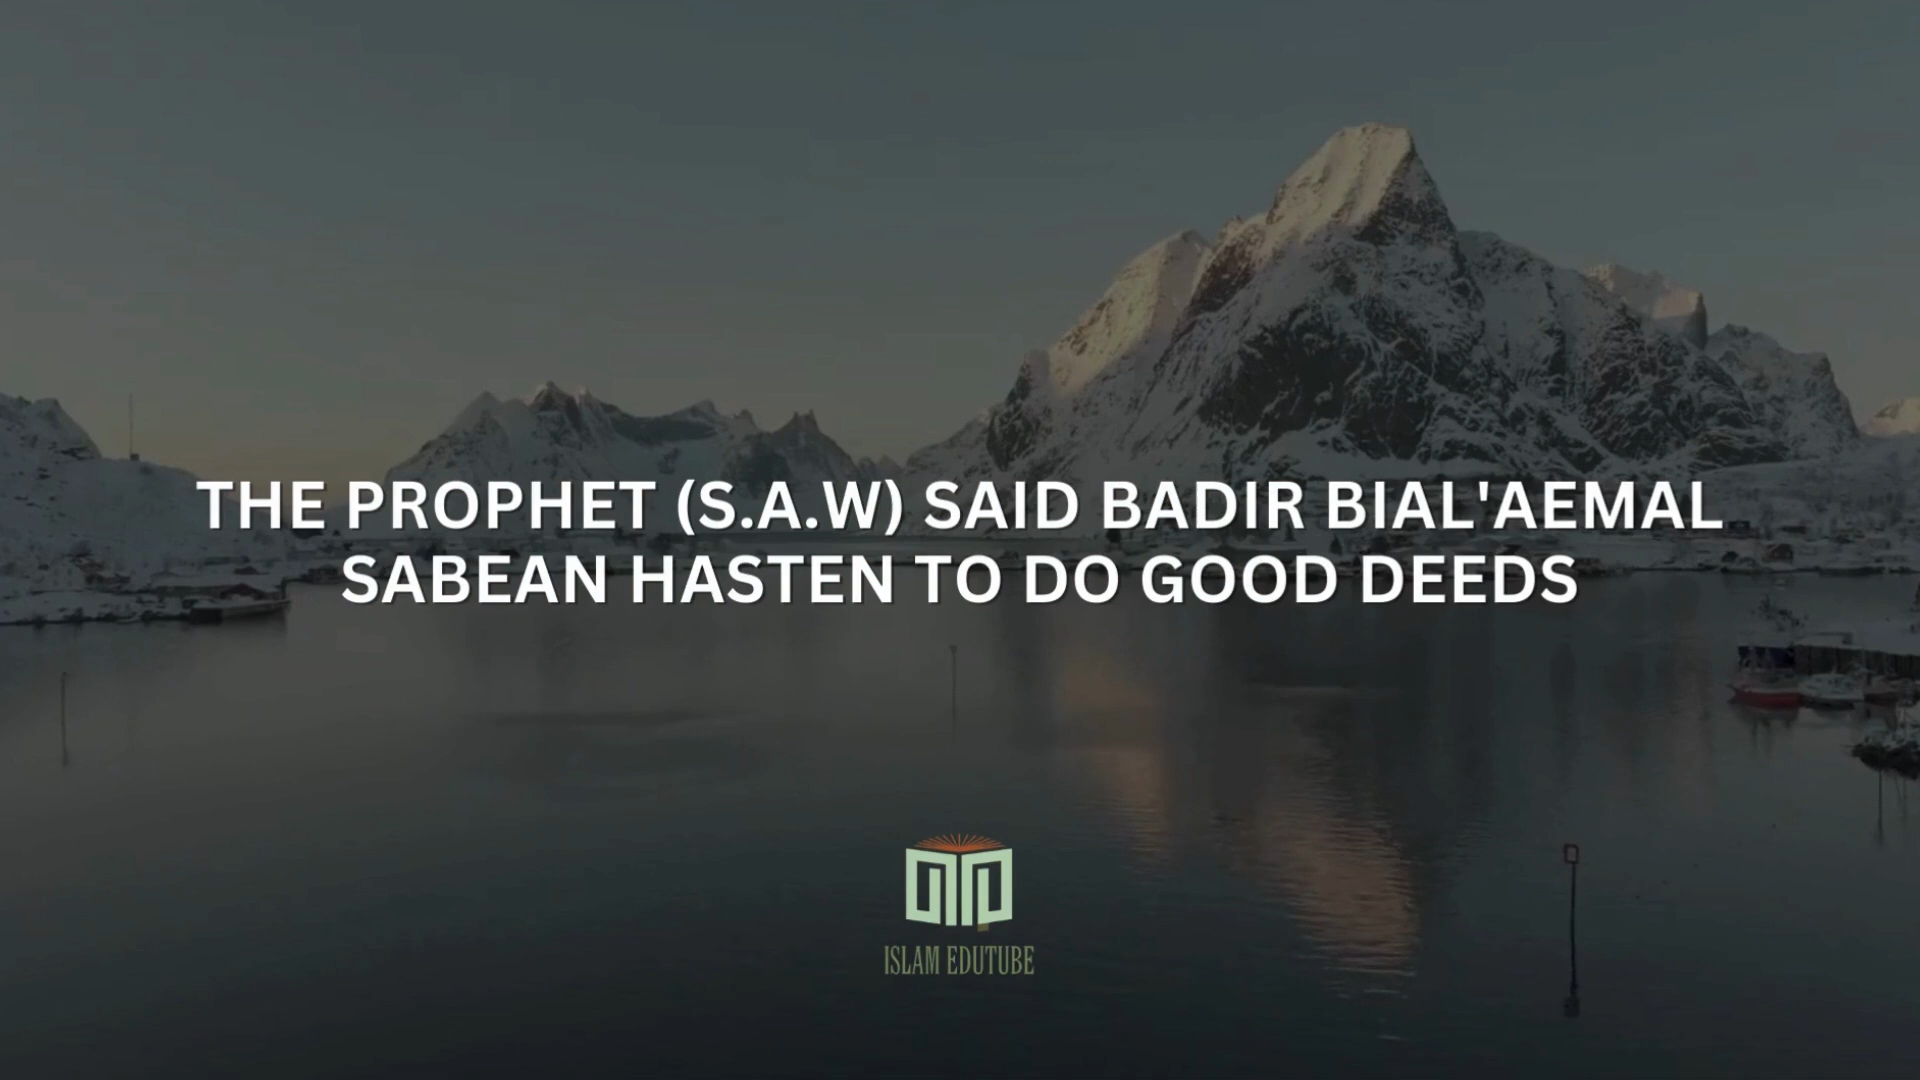 THE PROPHET (S.A.W) SAID BADIR BIAL'AEMAL
SABEAN HASTEN TO DO GOOD DEEDS
ISLAM EDUTUBE